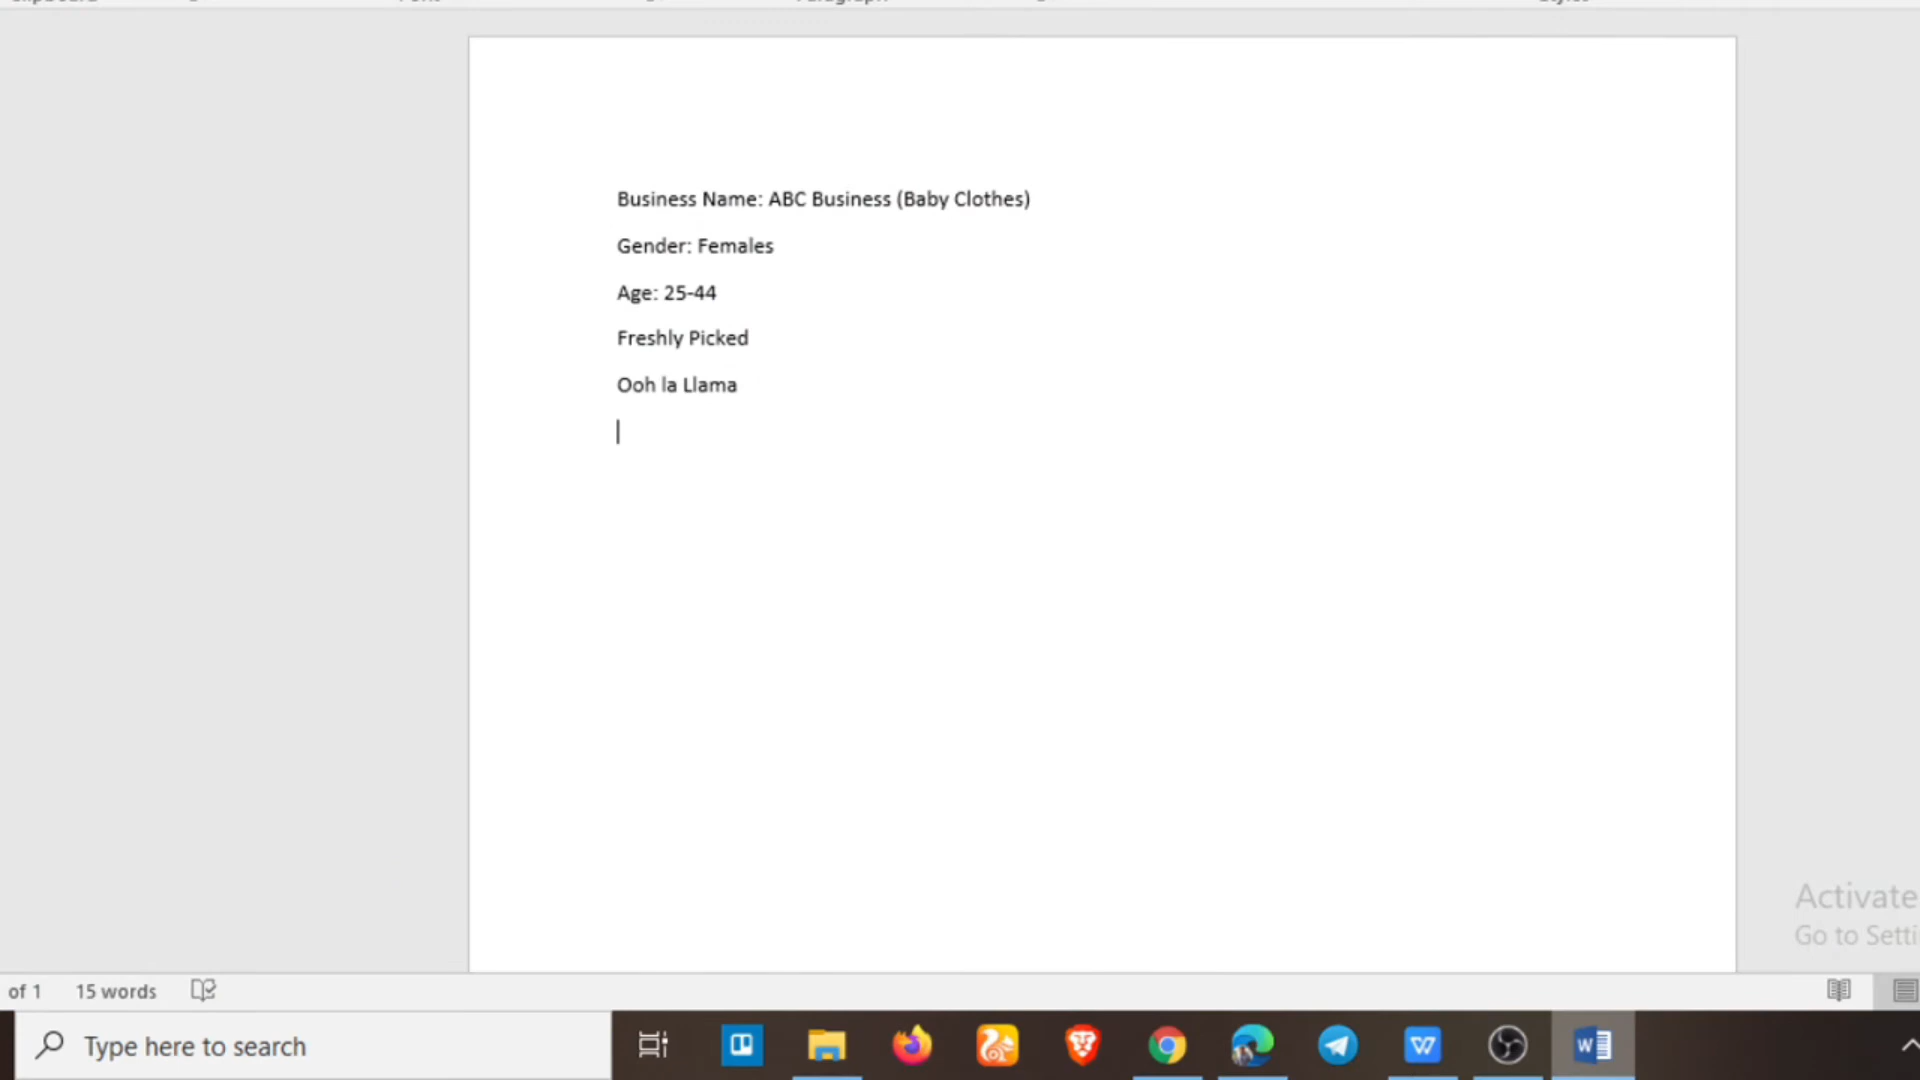 Business Name: ABC Business (Baby Clothes)
Gender: Females
Age: 25-44
Freshly Picked
Ooh la Llama
Activate
Go to Setti
of 1 15 words
Type here to search